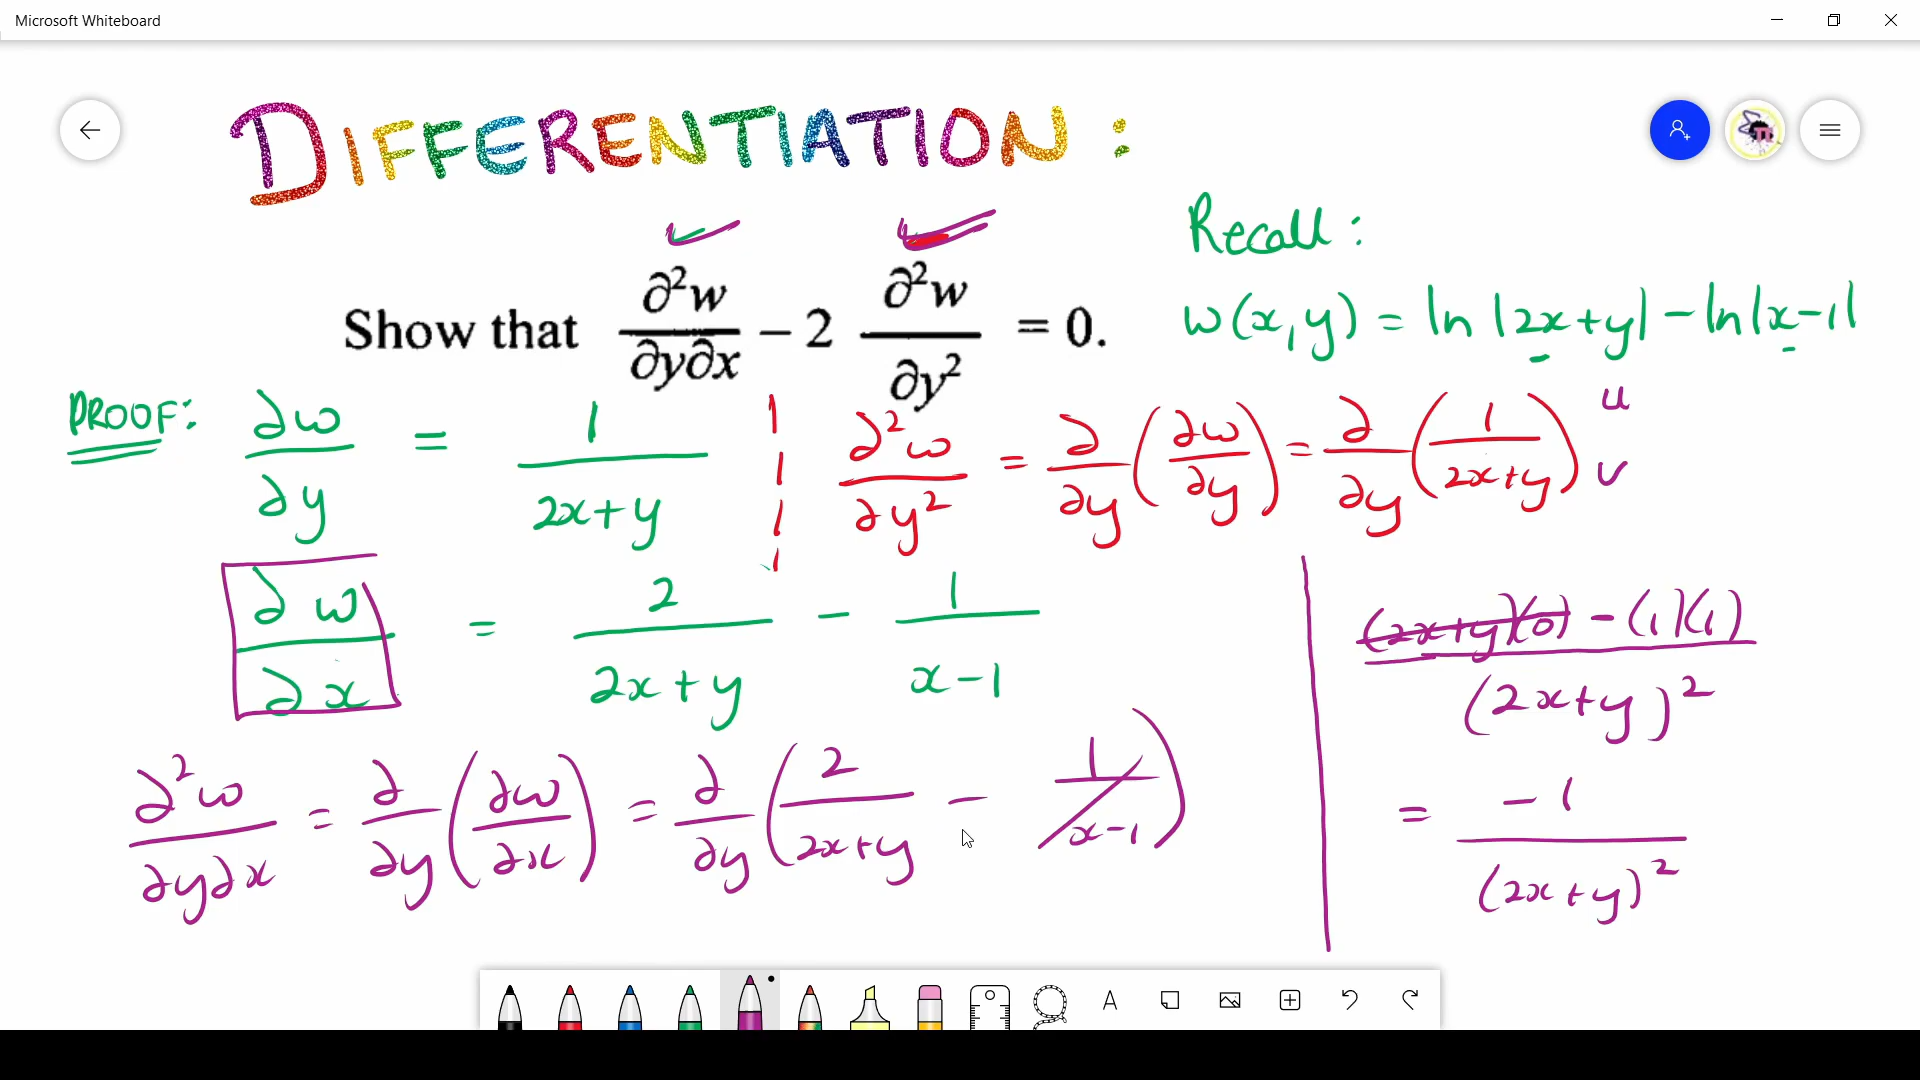 Microsoft Whiteboard
DIFFERENTIATION :
Recall :
Show that ∂²w/∂y∂x − 2 ∂²w/∂y² = 0.
w(x,y) = ln |2x+y| − ln|x−1|
PROOF: ∂w/∂y = 1/(2x+y)
∂²w/∂y² = ∂/∂y (∂w/∂y) = ∂/∂y (1/(2x+y)) u v
∂w/∂x = 2/(2x+y) − 1/(x−1)
((2x+y)(0) − (1)(1))/(2x+y)²
= −1/(2x+y)²
∂²w/∂y∂x = ∂/∂y (∂w/∂x) = ∂/∂y (2/(2x+y) − 1/(x−1))